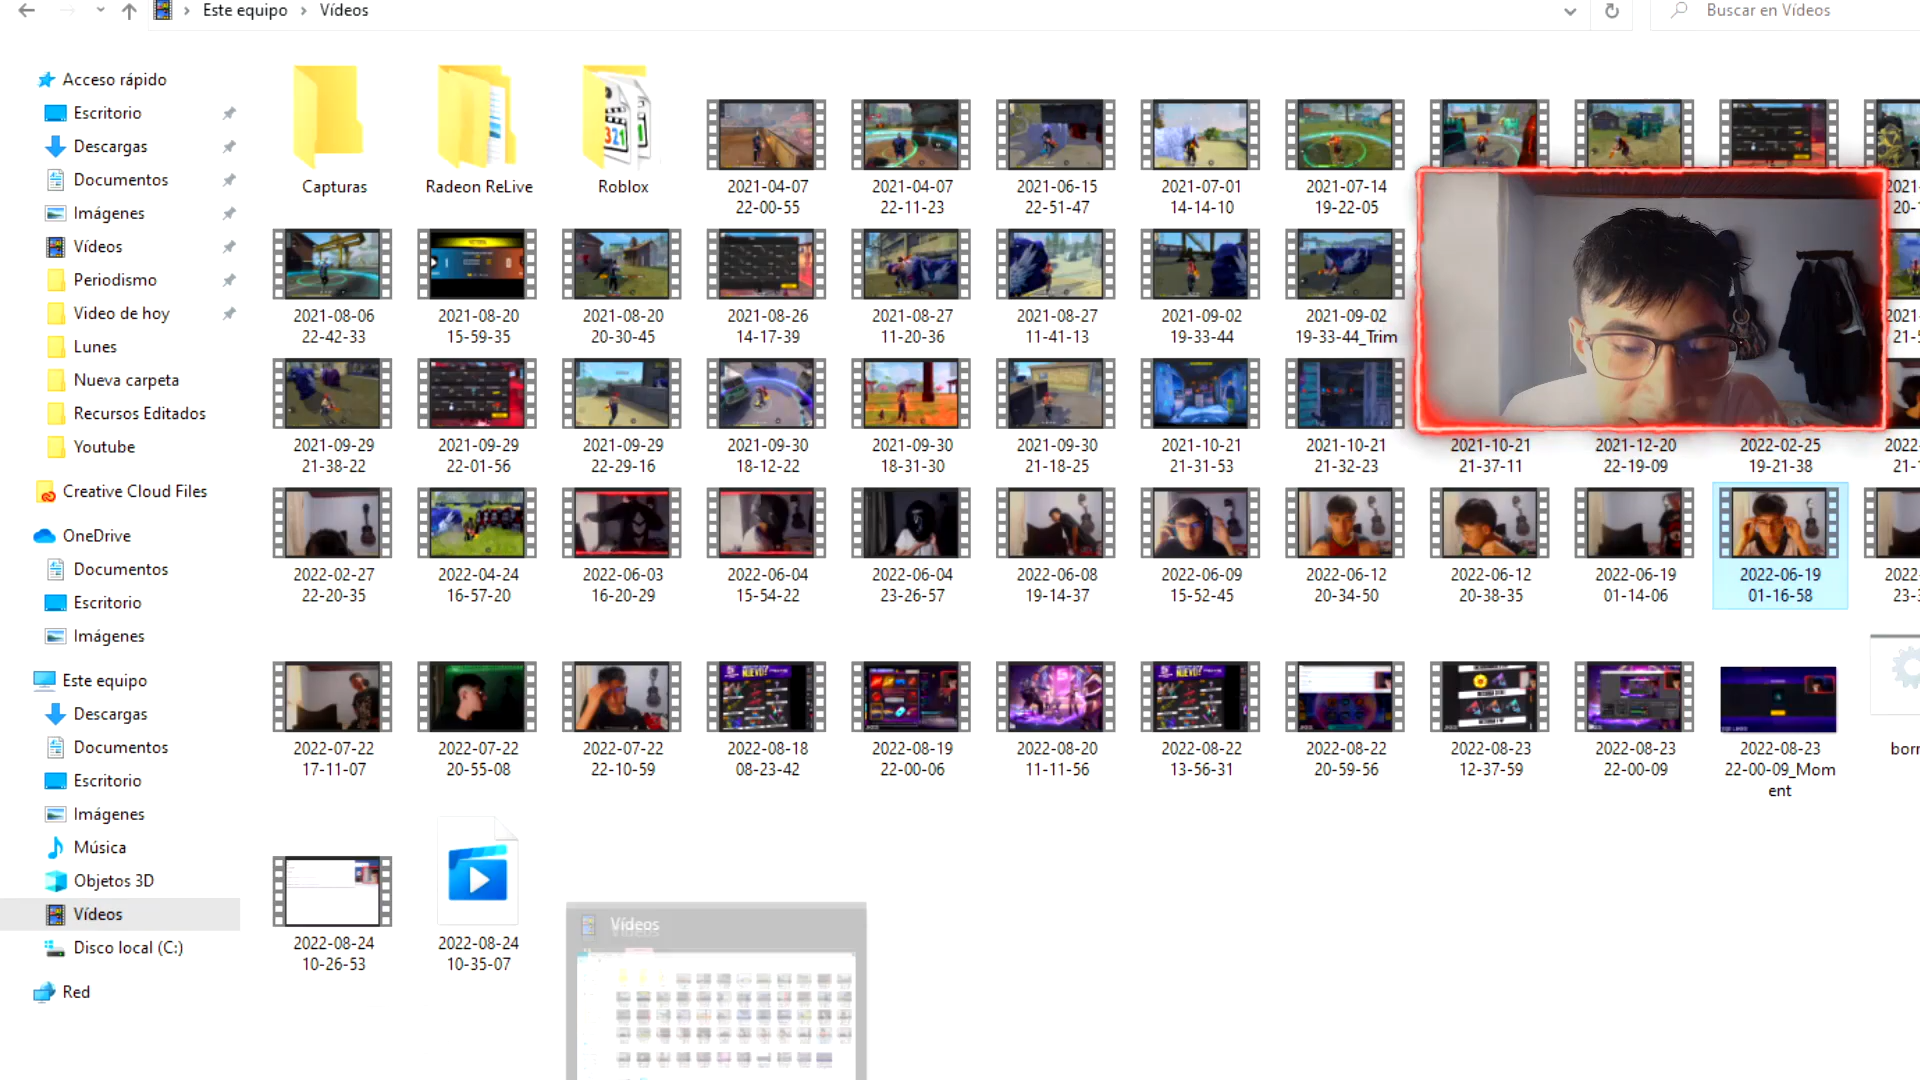 Este equipo > Vídeos
Buscar en Vídeos
Acceso rápido
Escritorio
Descargas
Documentos
Imágenes
Vídeos
Periodismo
Video de hoy
Lunes
Nueva carpeta
Recursos Editados
Youtube
Creative Cloud Files
OneDrive
Documentos
Escritorio
Imágenes
Este equipo
Descargas
Documentos
Escritorio
Imágenes
Música
Objetos 3D
Vídeos
Disco local (C:)
Red
Capturas
Radeon ReLive
Roblox
2021-04-07
22-00-55
2021-04-07
22-11-23
2021-06-15
22-51-47
2021-07-01
14-14-10
2021-07-14
19-22-05
2021-08-06
22-42-33
2021-08-20
15-59-35
2021-08-20
20-30-45
2021-08-26
14-17-39
2021-08-27
11-20-36
2021-08-27
11-41-13
2021-09-02
19-33-44
2021-09-02
19-33-44_Trim
2021-09-29
21-38-22
2021-09-29
22-01-56
2021-09-29
22-29-16
2021-09-30
18-12-22
2021-09-30
18-31-30
2021-09-30
21-18-25
2021-10-21
21-31-53
2021-10-21
21-32-23
2021-10-21
21-37-11
2021-12-20
22-19-09
2022-02-25
19-21-38
2022-02-27
22-20-35
2022-04-24
16-57-20
2022-06-03
16-20-29
2022-06-04
15-54-22
2022-06-04
23-26-57
2022-06-08
19-14-37
2022-06-09
15-52-45
2022-06-12
20-34-50
2022-06-12
20-38-35
2022-06-19
01-14-06
2022-06-19
01-16-58
2022-07-22
17-11-07
2022-07-22
20-55-08
2022-07-22
22-10-59
2022-08-18
08-23-42
2022-08-19
22-00-06
2022-08-20
11-11-56
2022-08-22
13-56-31
2022-08-22
20-59-56
2022-08-23
12-37-59
2022-08-23
22-00-09
2022-08-23
22-00-09_Mom
ent
2022-08-24
10-26-53
2022-08-24
10-35-07
Vídeos